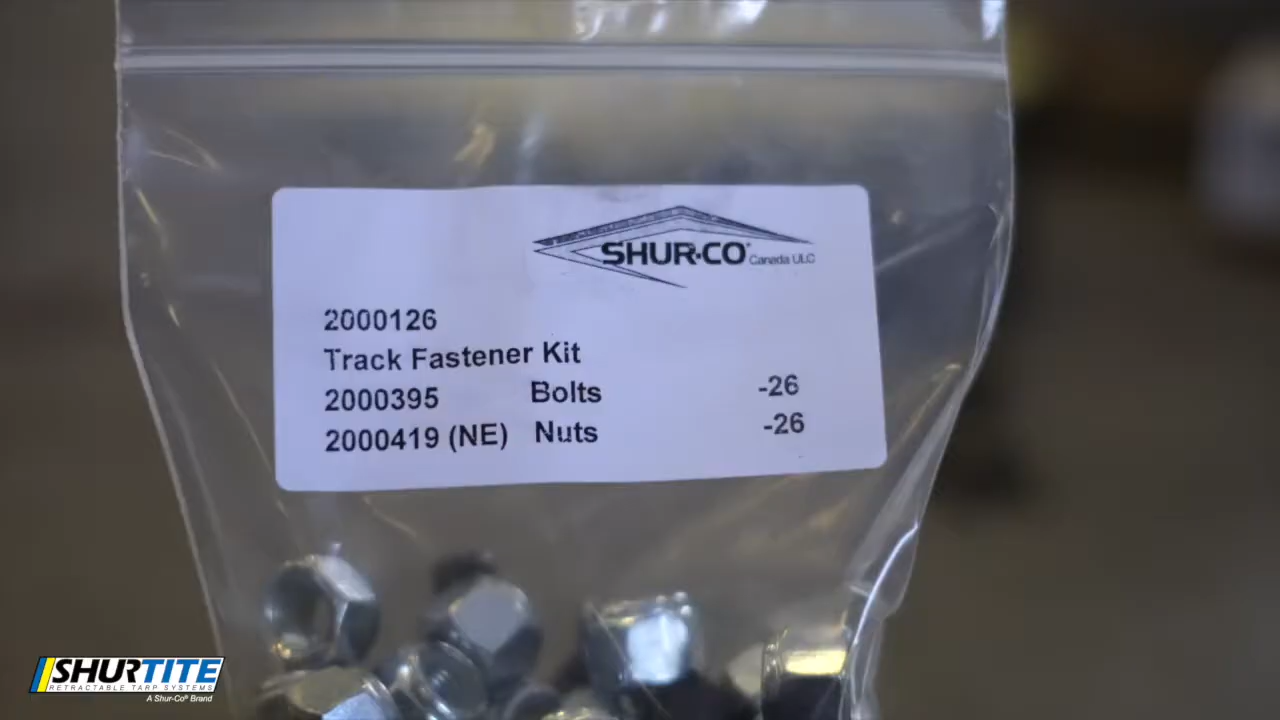 SHUR•CO® Canada ULC
2000126
Track Fastener Kit
2000395 Bolts -26
2000419 (NE) Nuts -26
SHURTITE
RETRACTABLE TARP SYSTEMS
A Shur-Co® Brand